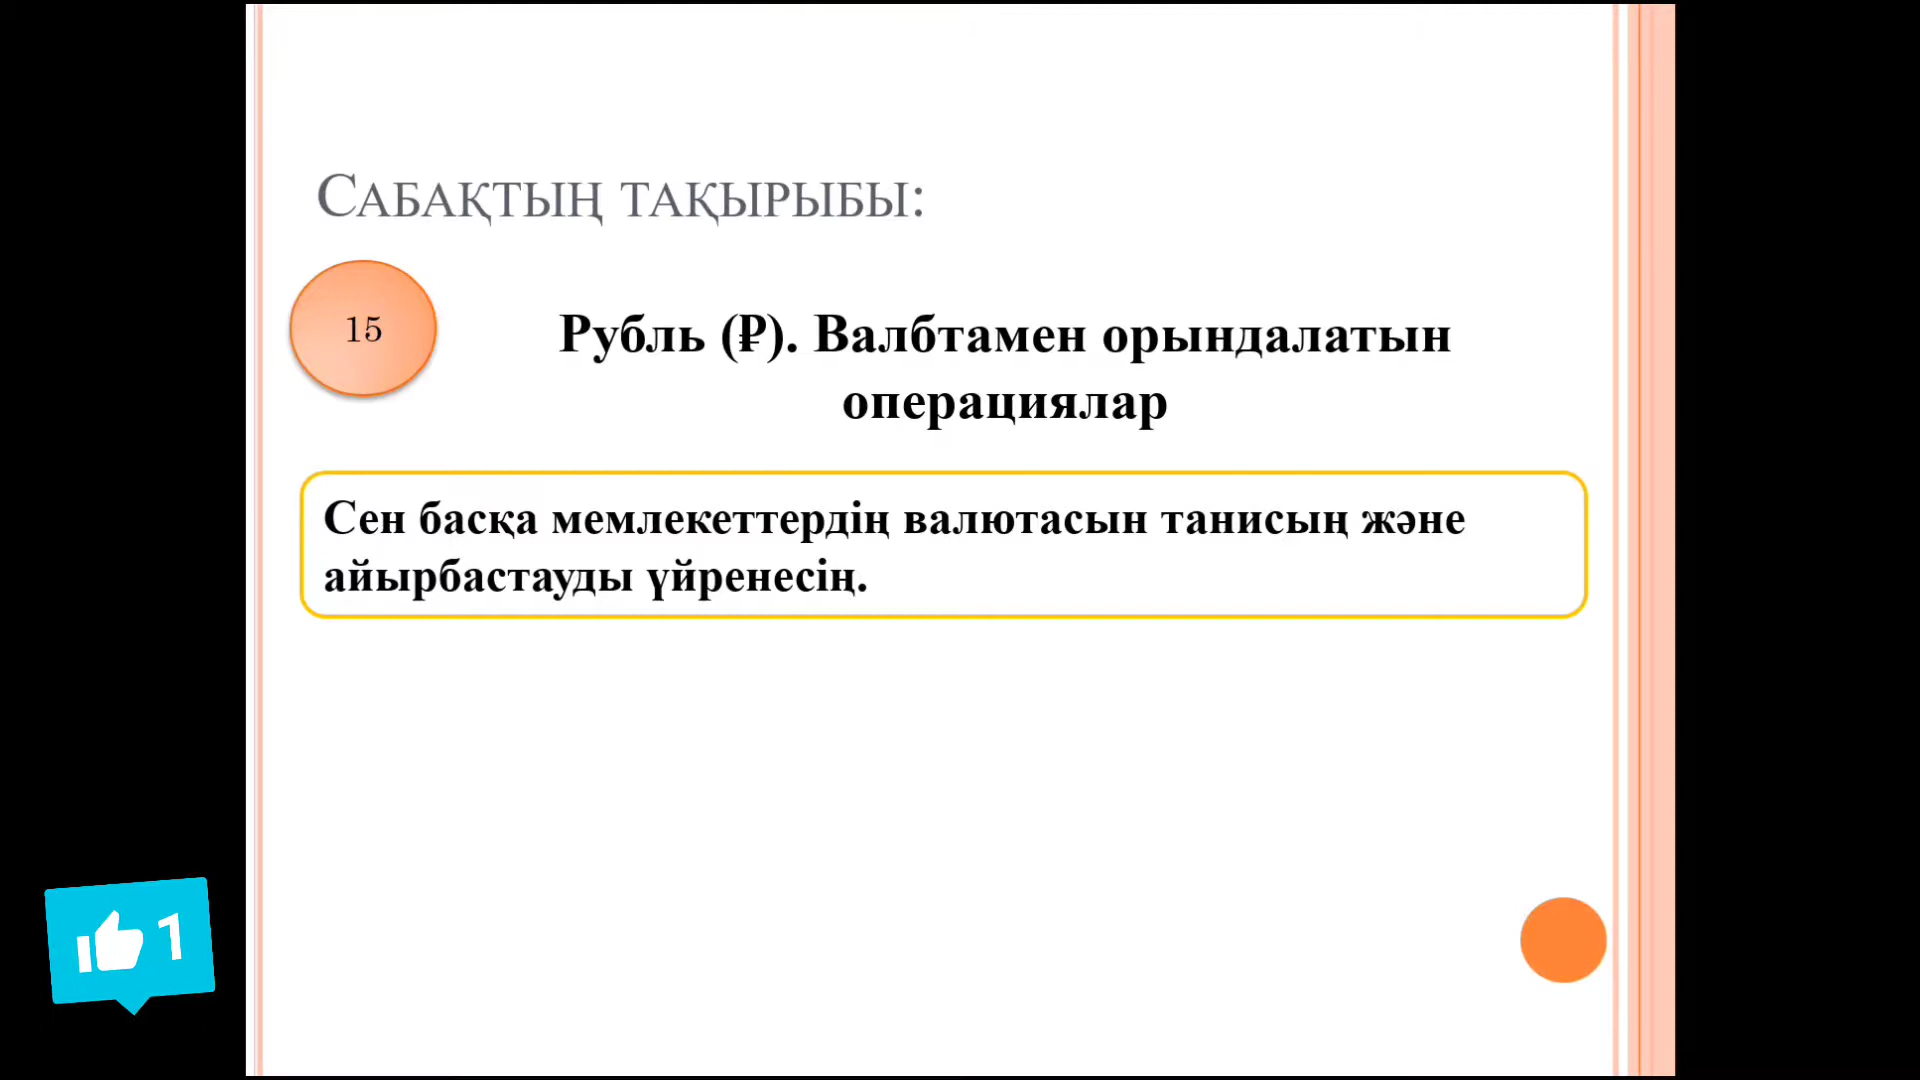 САБАҚТЫҢ ТАҚЫРЫБЫ:
15
Рубль (₽). Валбтамен орындалатын
операциялар
Сен басқа мемлекеттердің валютасын танисың және
айырбастауды үйренесің.
1